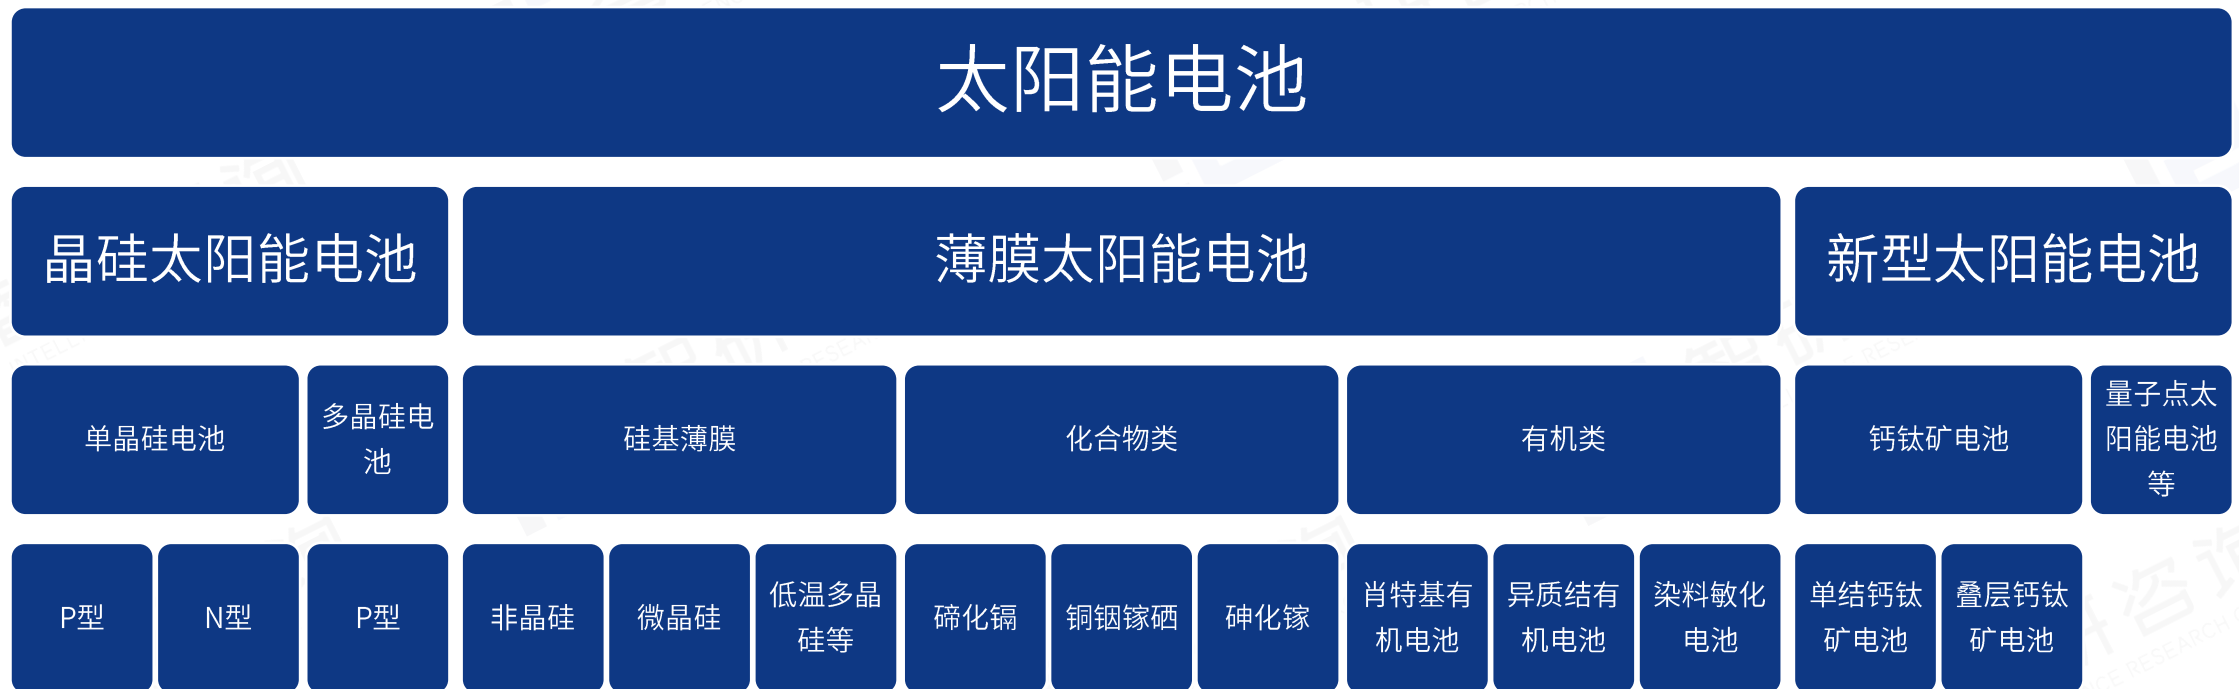 太阳能电池
晶硅太阳能电池
薄膜太阳能电池
新型太阳能电池
单晶硅电池
多晶硅电
池
硅基薄膜
化合物类
有机类
钙钛矿电池
量子点太
阳能电池
等
P型
N型
P型
非晶硅
微晶硅
低温多晶
硅等
碲化镉
铜铟镓硒
砷化镓
肖特基有
机电池
异质结有
机电池
染料敏化
电池
单结钙钛
矿电池
叠层钙钛
矿电池